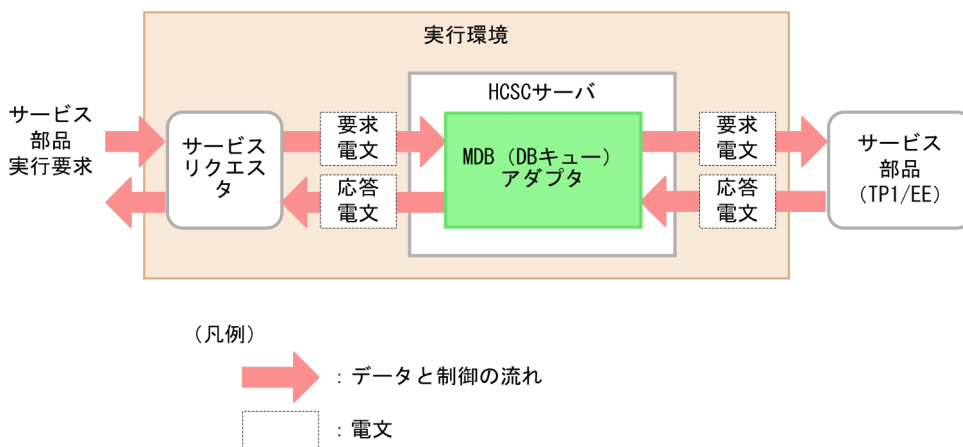 実行環境
HCSCサーバ
サービス
部品
実行要求
サービス
リクエス
タ
要求
電文
応答
電文
MDB（DBキュー）
アダプタ
要求
電文
応答
電文
サービス
部品
（TP1/EE）
（凡例）
：データと制御の流れ
：電文